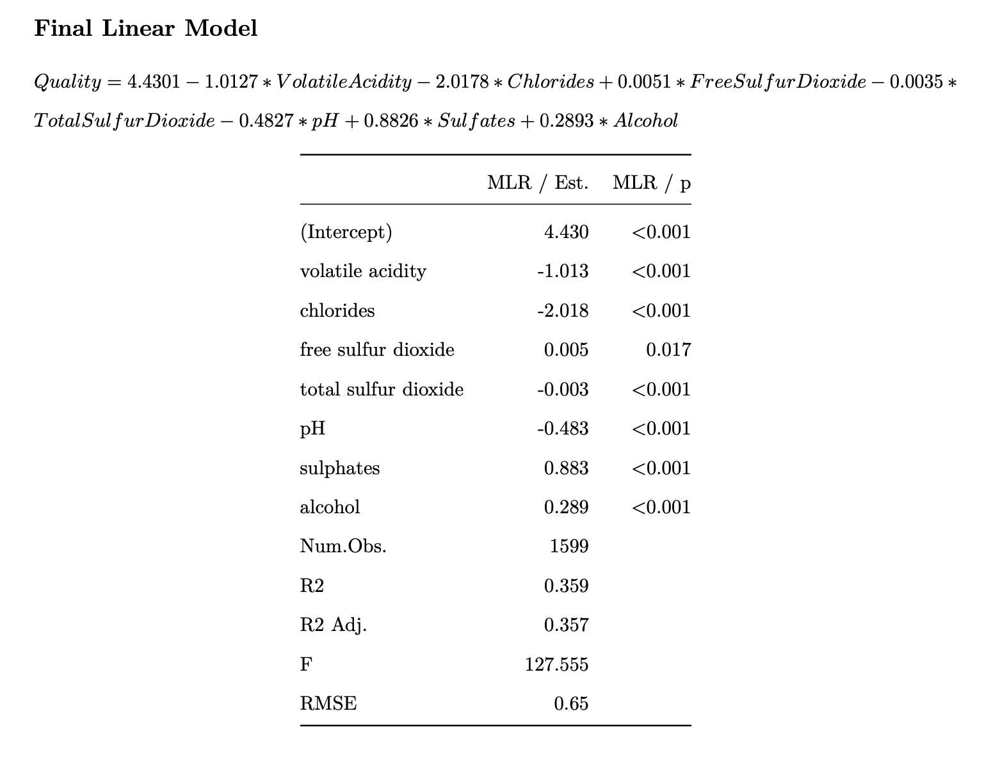 Final Linear Model
Quality = 4.4301 − 1.0127 ∗ VolatileAcidity − 2.0178 ∗ Chlorides + 0.0051 ∗ FreeSulfurDioxide − 0.0035 ∗
TotalSulfurDioxide − 0.4827 ∗ pH + 0.8826 ∗ Sulfates + 0.2893 ∗ Alcohol
MLR / Est. MLR / p
(Intercept) 4.430 <0.001
volatile acidity -1.013 <0.001
chlorides -2.018 <0.001
free sulfur dioxide 0.005 0.017
total sulfur dioxide -0.003 <0.001
pH -0.483 <0.001
sulphates 0.883 <0.001
alcohol 0.289 <0.001
Num.Obs. 1599
R2 0.359
R2 Adj. 0.357
F 127.555
RMSE 0.65